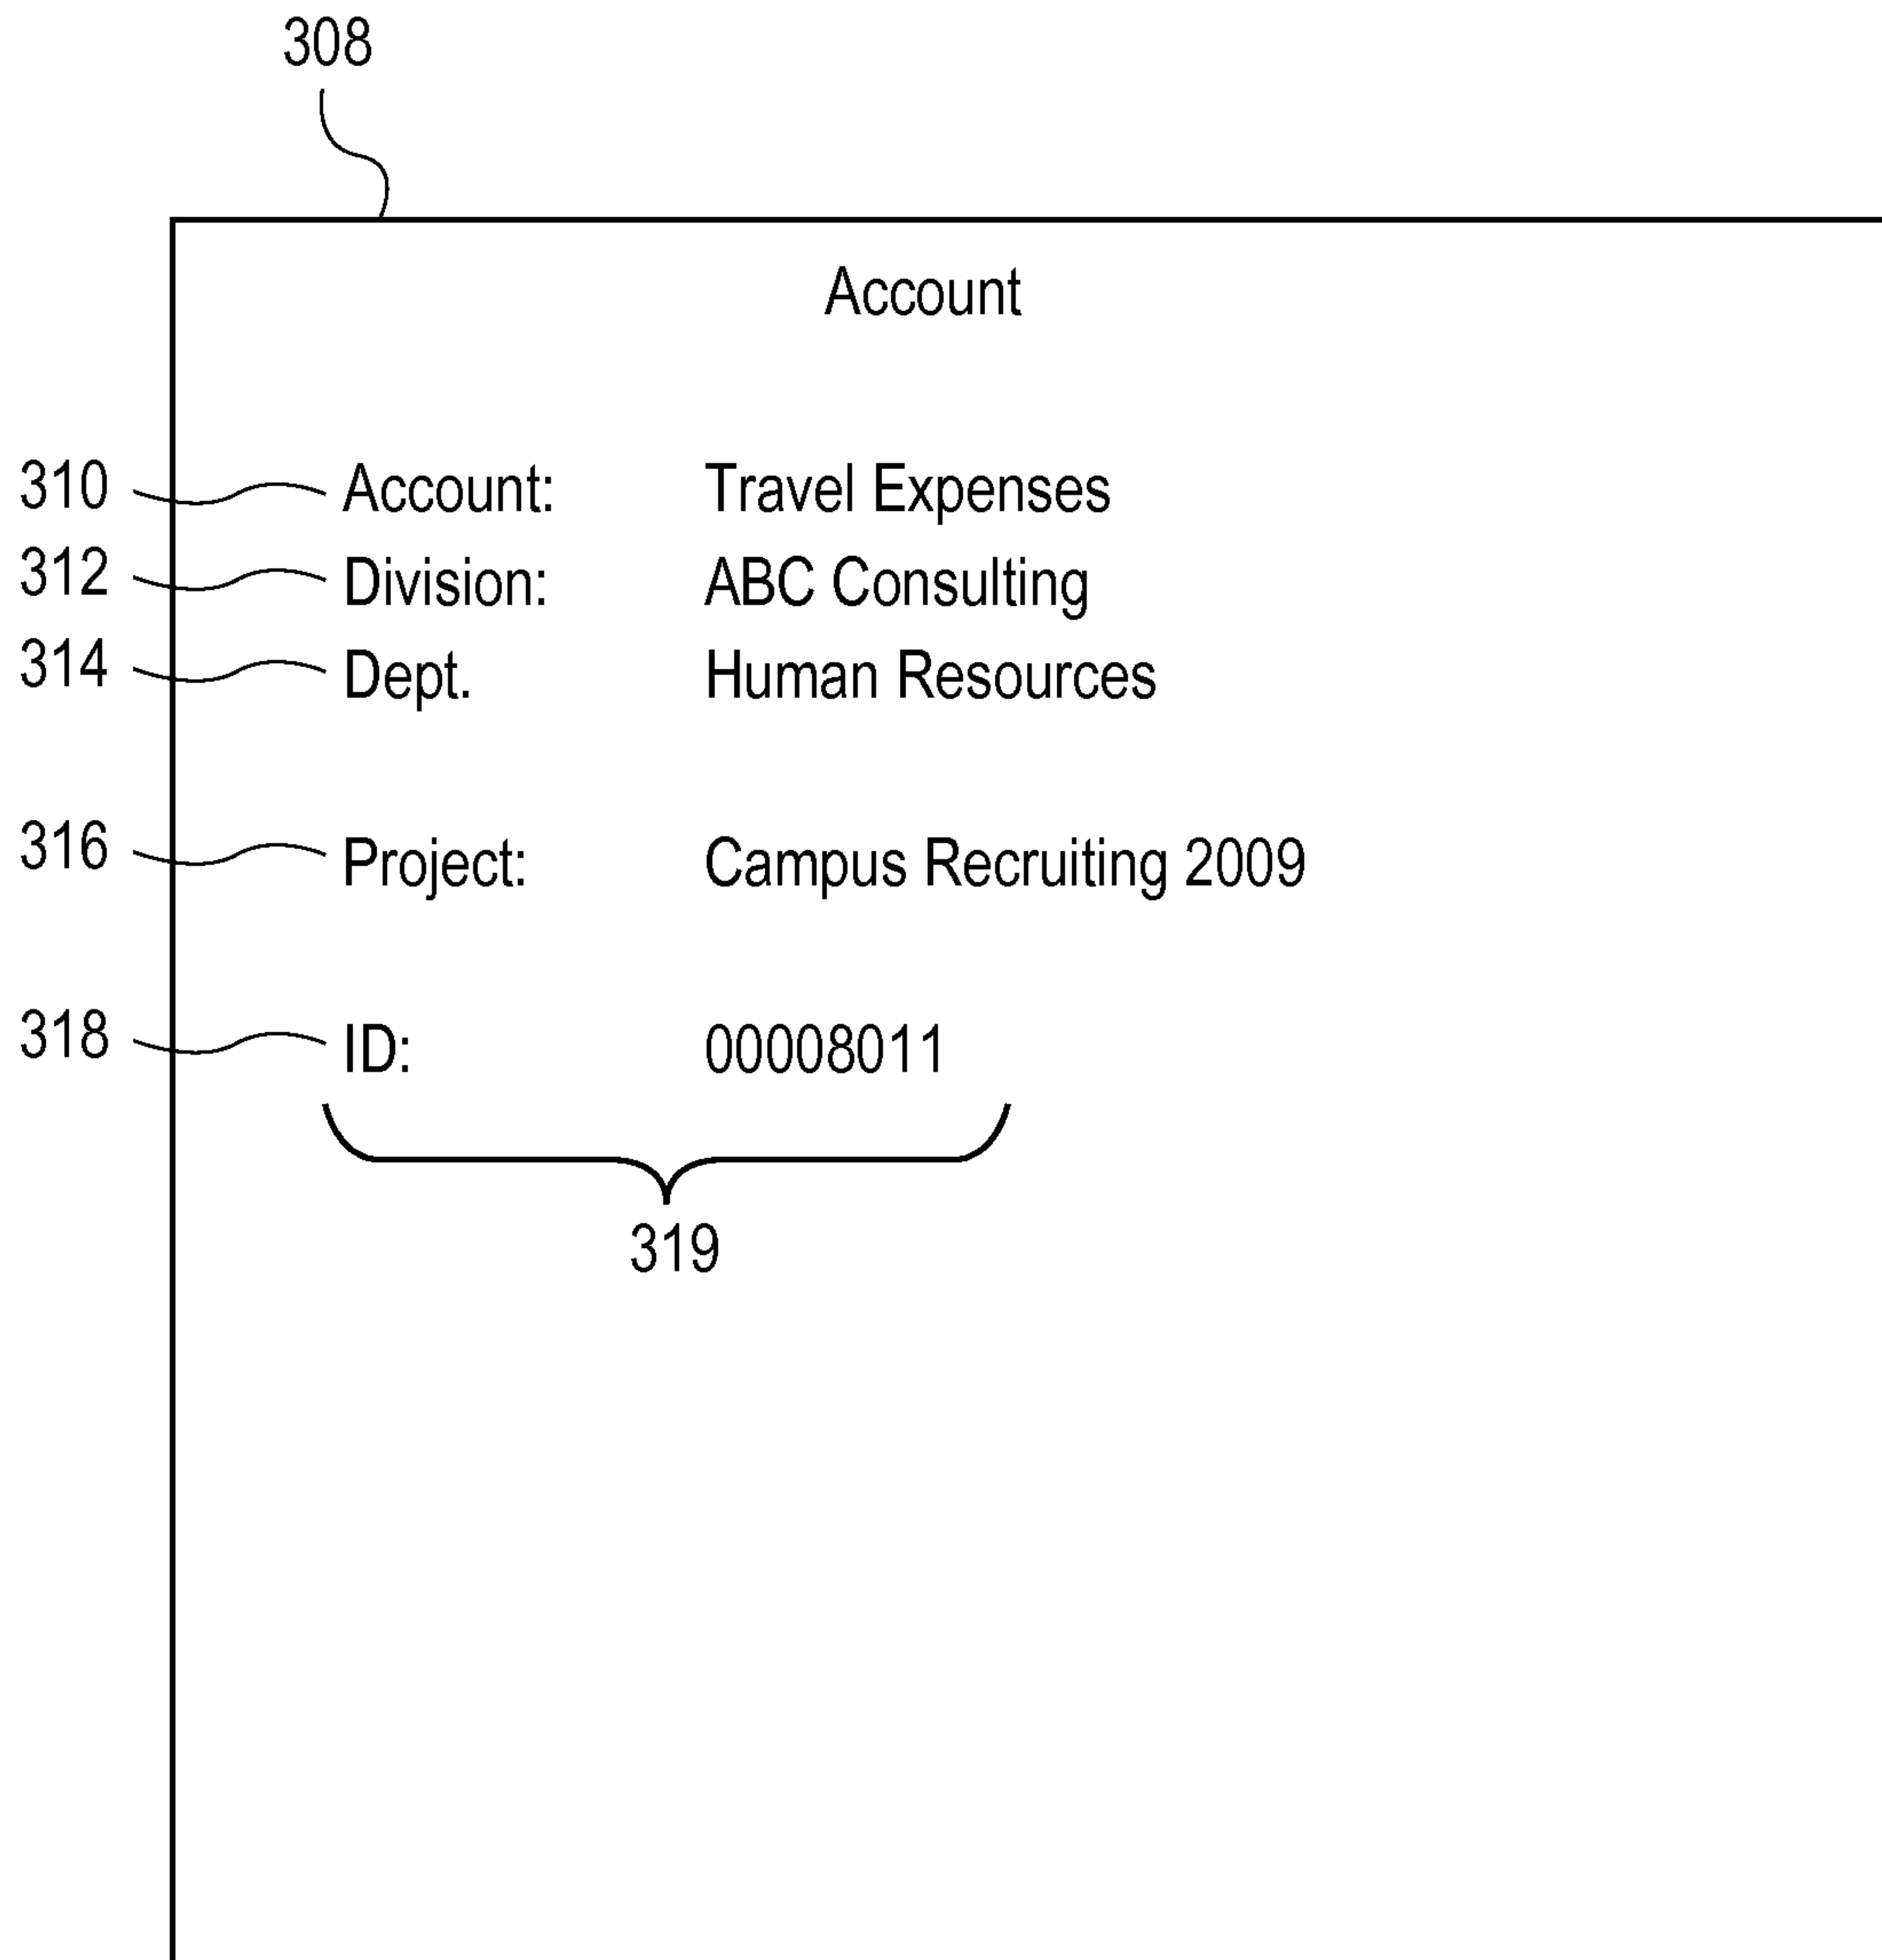 308
Account
310 Account: Travel Expenses
312 Division: ABC Consulting
314 Dept. Human Resources
316 Project: Campus Recruiting 2009
318 ID: 00008011
319